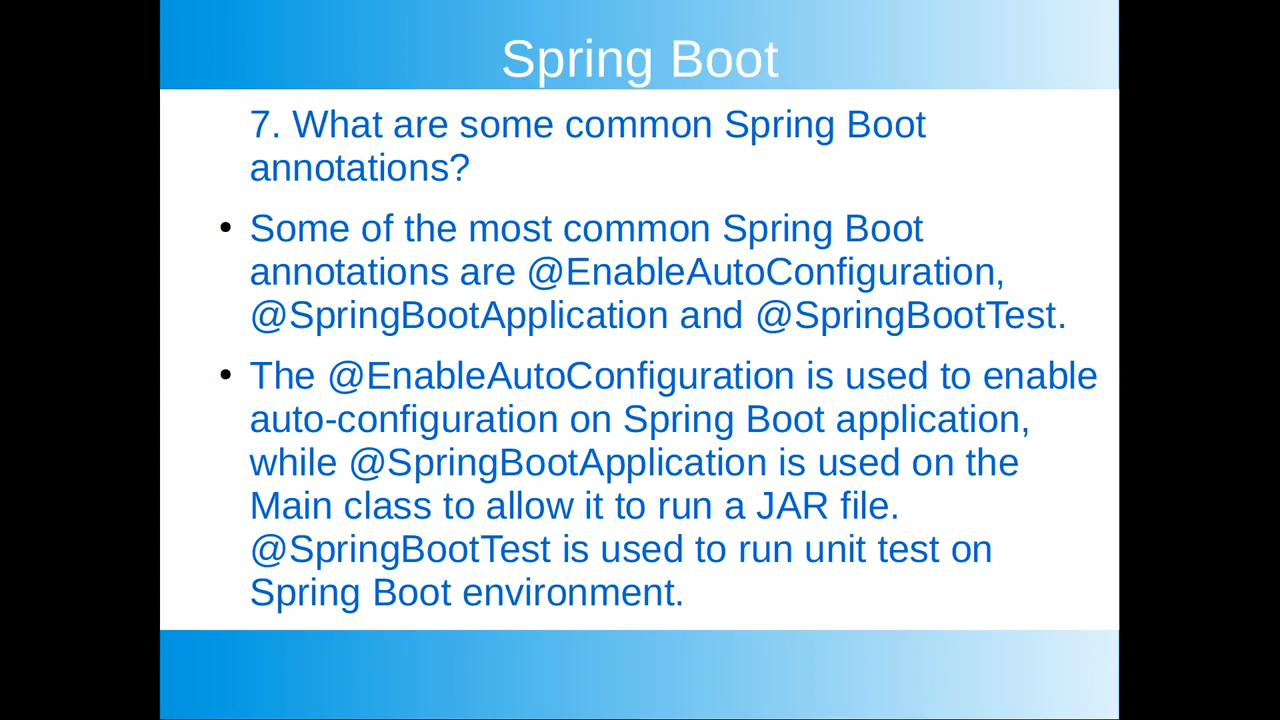 Spring Boot
7. What are some common Spring Boot
annotations?
• Some of the most common Spring Boot
annotations are @EnableAutoConfiguration,
@SpringBootApplication and @SpringBootTest.
• The @EnableAutoConfiguration is used to enable
auto-configuration on Spring Boot application,
while @SpringBootApplication is used on the
Main class to allow it to run a JAR file.
@SpringBootTest is used to run unit test on
Spring Boot environment.